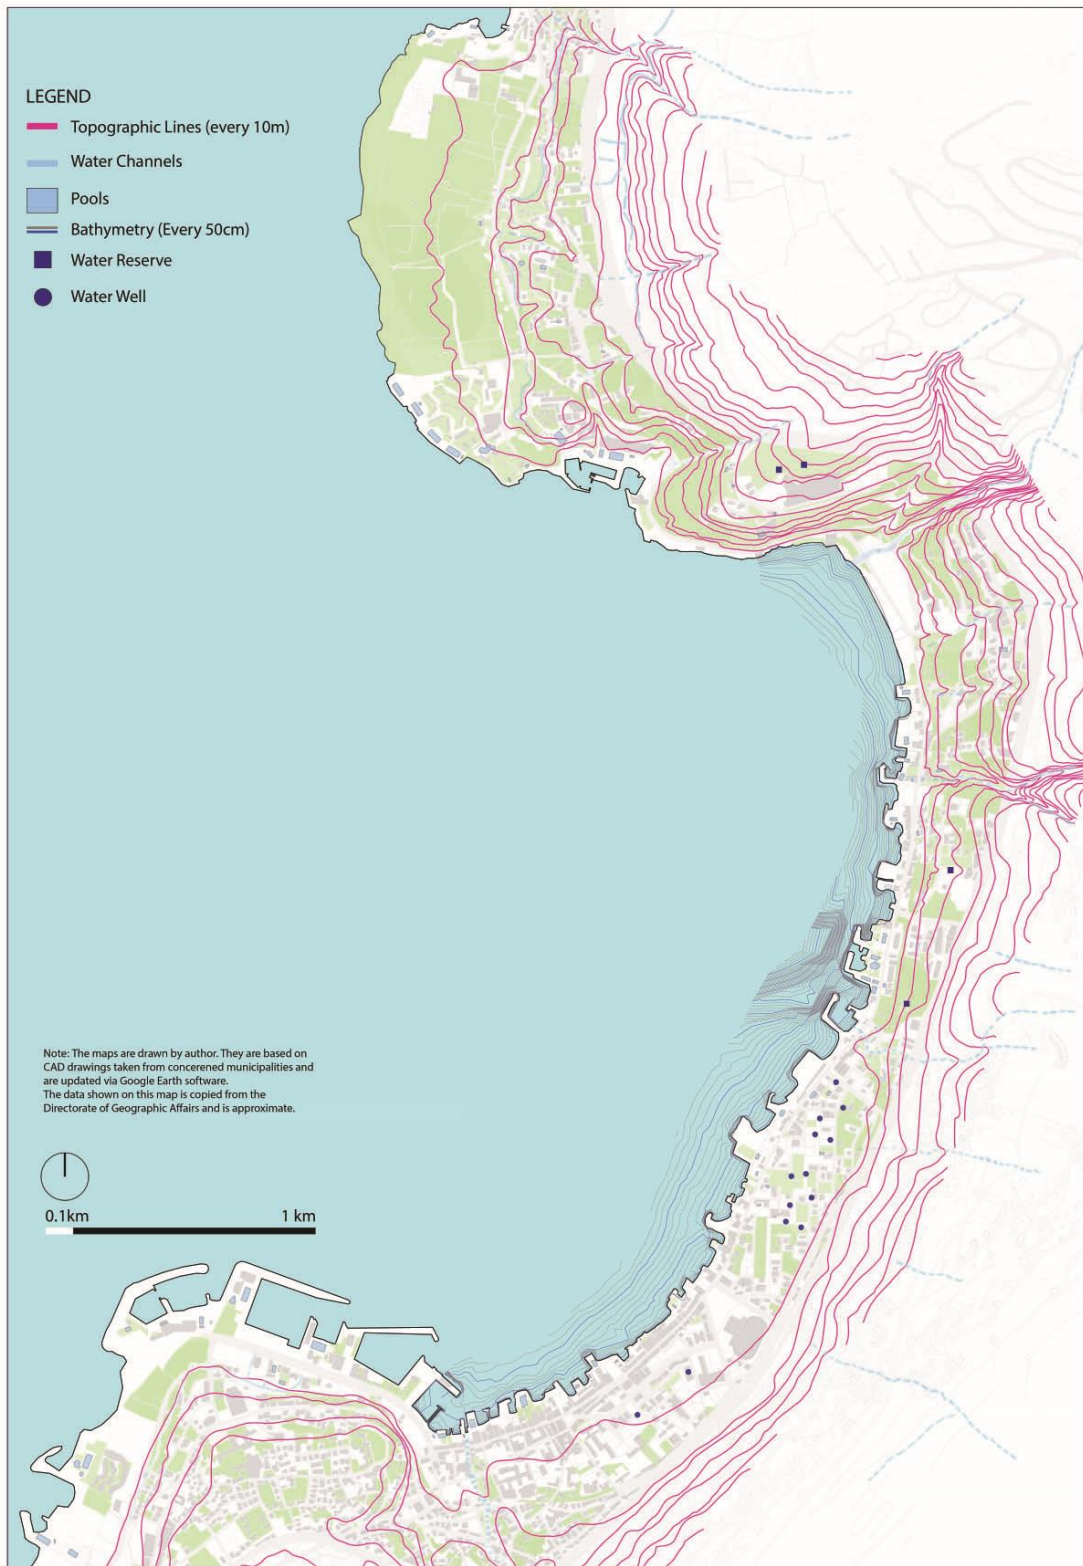 LEGEND
Topographic Lines (every 10m)
Water Channels
Pools
Bathymetry (Every 50cm)
Water Reserve
Water Well
Note: The maps are drawn by author. They are based on
CAD drawings taken from concerened municipalities and
are updated via Google Earth software.
The data shown on this map is copied from the
Directorate of Geographic Affairs and is approximate.
0.1km 1 km